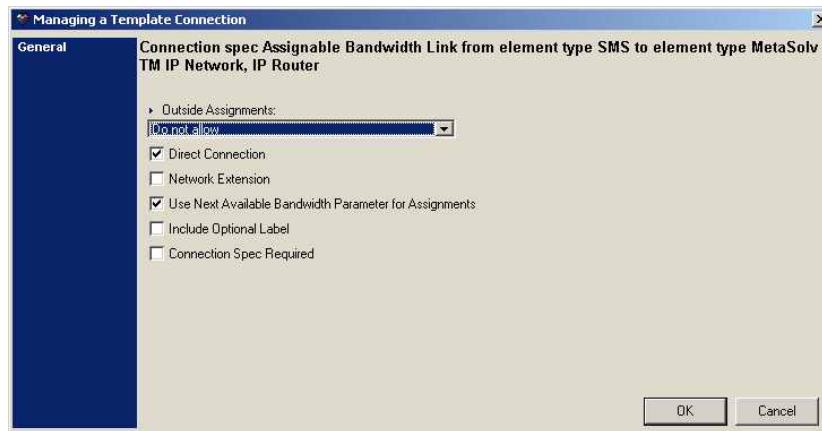 Managing a Template Connection
General
Connection spec Assignable Bandwidth Link from element type SMS to element type MetaSolv
TM IP Network, IP Router
Outside Assignments:
Do not allow
Direct Connection
Network Extension
Use Next Available Bandwidth Parameter for Assignments
Include Optional Label
Connection Spec Required
OK
Cancel